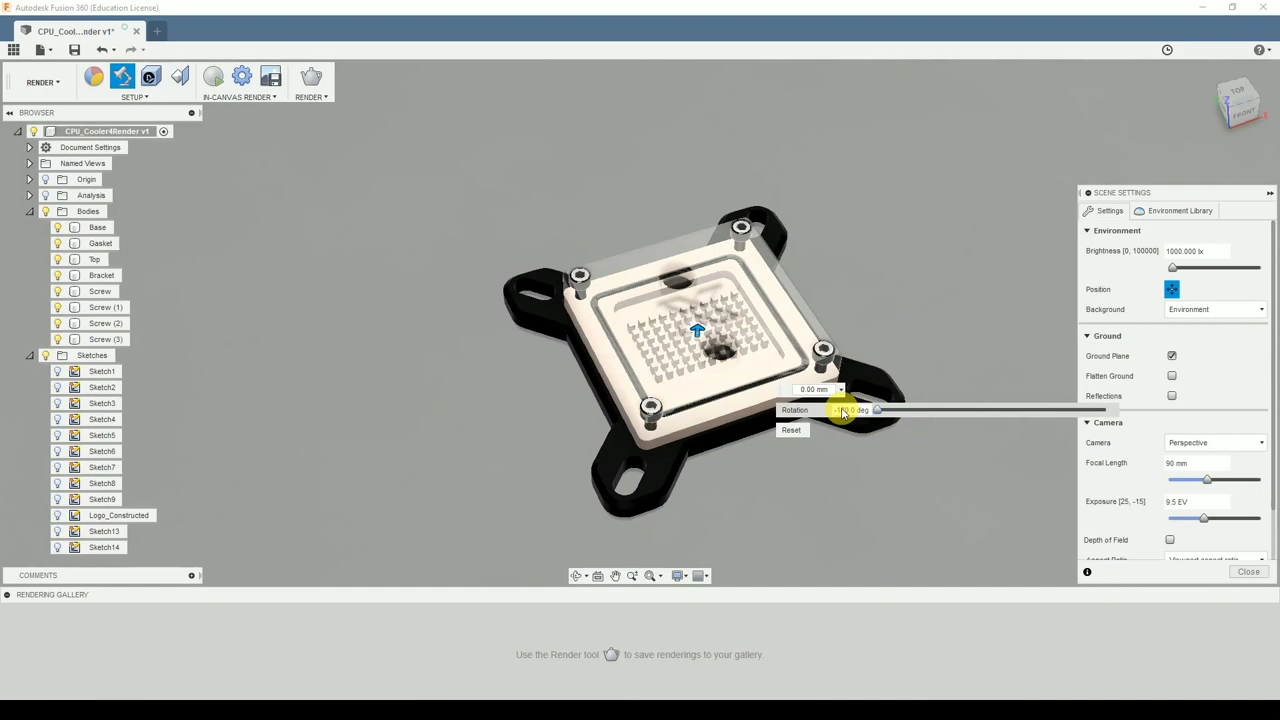 Autodesk Fusion 360 (Education License)
CPU_Cool...nder v1*
RENDER
SETUP
IN-CANVAS RENDER
RENDER
TOP
FRONT
Z
X
BROWSER
CPU_Cooler4Render v1
Document Settings
Named Views
Origin
Analysis
Bodies
Base
Gasket
Top
Bracket
Screw
Screw (1)
Screw (2)
Screw (3)
Sketches
Sketch1
Sketch2
Sketch3
Sketch4
Sketch5
Sketch6
Sketch7
Sketch8
Sketch9
Logo_Constructed
Sketch13
Sketch14
0.00 mm
Rotation
Reset
SCENE SETTINGS
Settings
Environment Library
Environment
Brightness [0, 100000] 1000.000 lx
Position
Background Environment
Ground
Ground Plane
Flatten Ground
Reflections
Camera
Camera Perspective
Focal Length 90 mm
Exposure [25, -15] 9.5 EV
Depth of Field
Close
COMMENTS
RENDERING GALLERY
Use the Render tool to save renderings to your gallery.